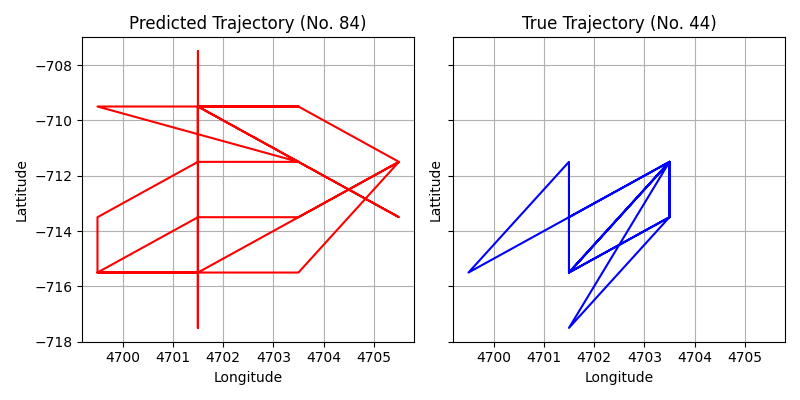 Predicted Trajectory (No. 84)
True Trajectory (No. 44)
−708
−710
−712
−714
−716
−718
Lattitude
Lattitude
4700 4701 4702 4703 4704 4705
4700 4701 4702 4703 4704 4705
Longitude
Longitude